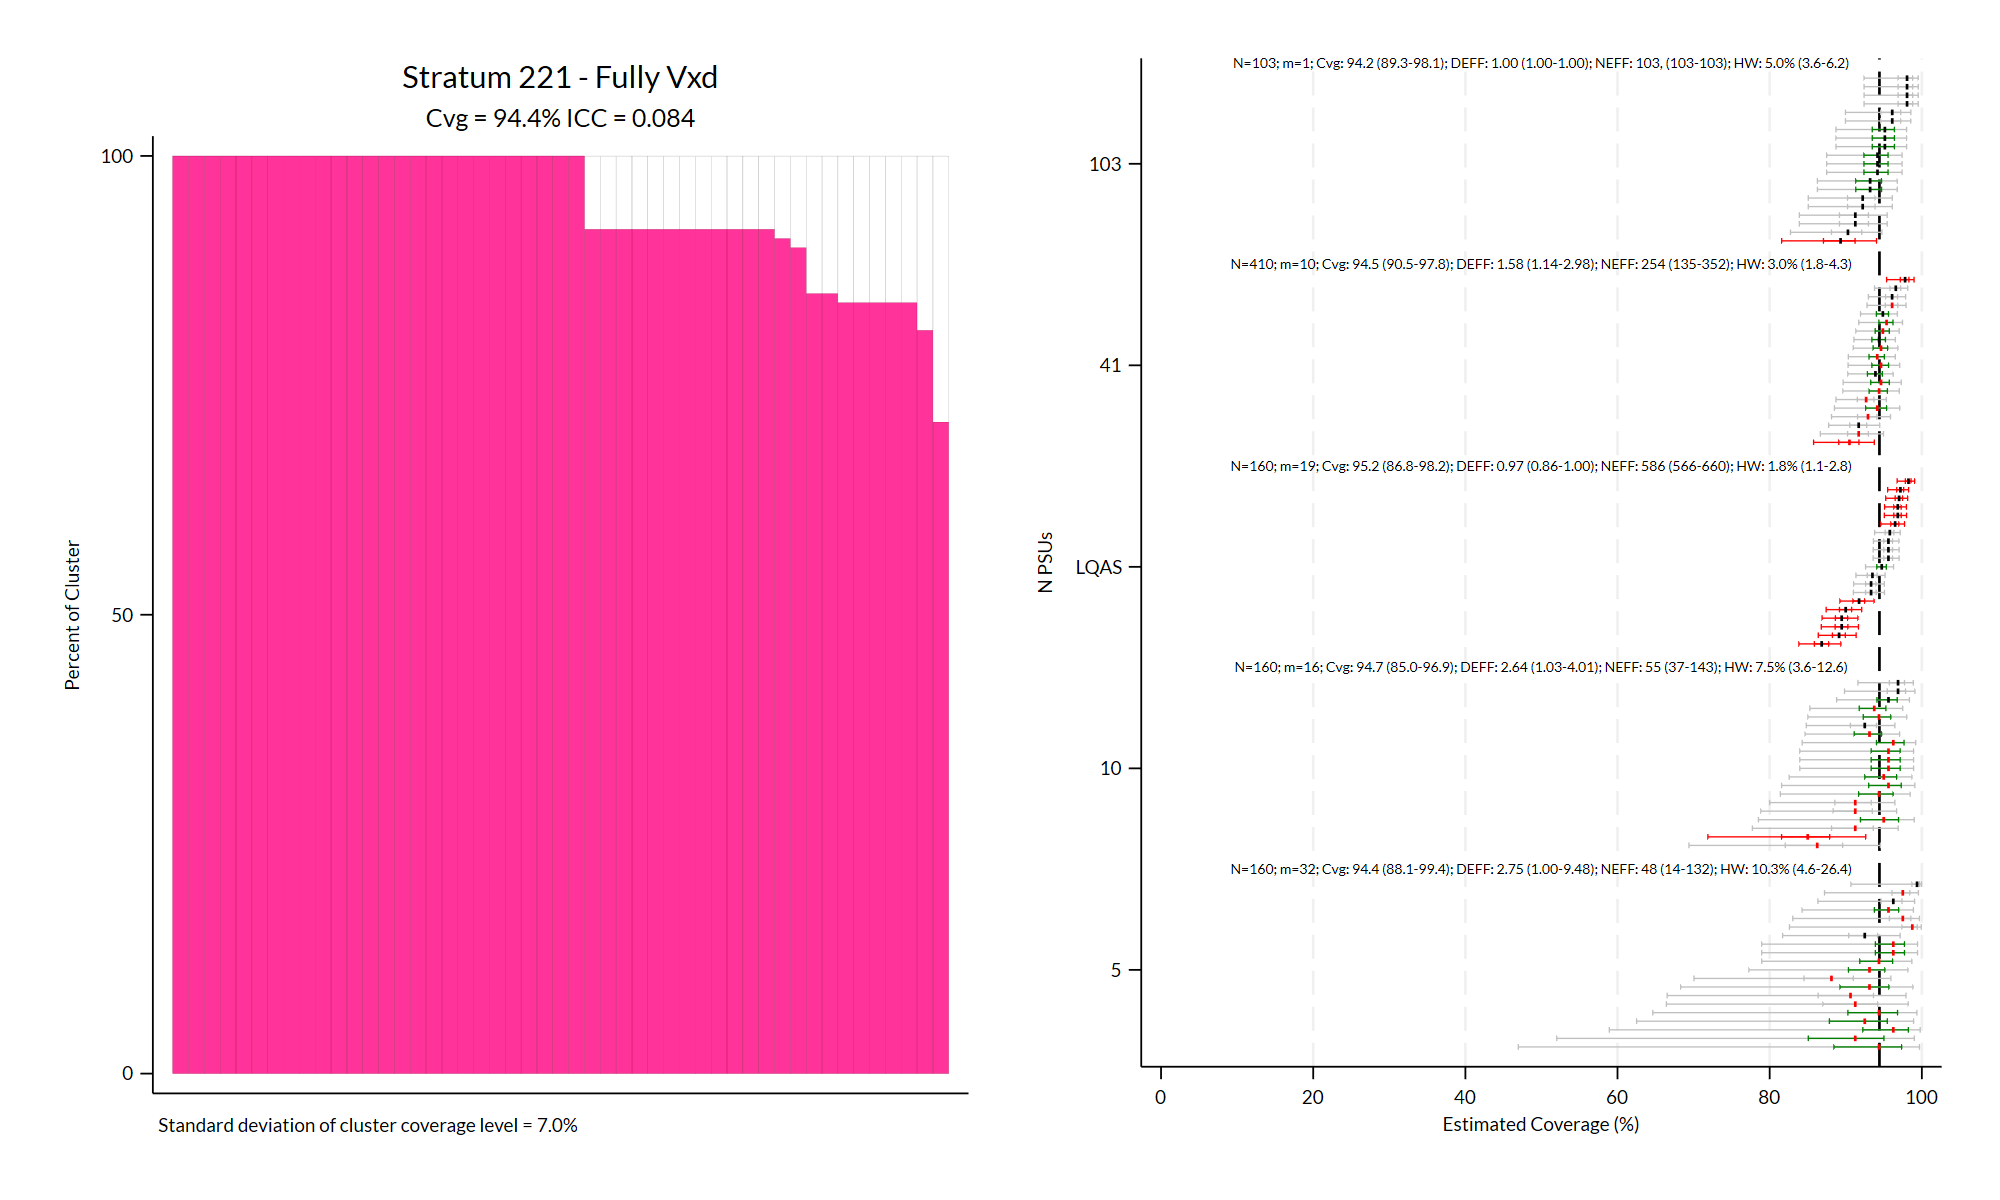 Stratum 221 - Fully Vxd
Cvg = 94.4% ICC = 0.084
Percent of Cluster
100
50
0
Standard deviation of cluster coverage level = 7.0%
N PSUs
N=103; m=1; Cvg: 94.2 (89.3-98.1); DEFF: 1.00 (1.00-1.00); NEFF: 103, (103-103); HW: 5.0% (3.6-6.2)
103
N=410; m=10; Cvg: 94.5 (90.5-97.8); DEFF: 1.58 (1.14-2.98); NEFF: 254 (135-352); HW: 3.0% (1.8-4.3)
41
N=160; m=19; Cvg: 95.2 (86.8-98.2); DEFF: 0.97 (0.86-1.00); NEFF: 586 (566-660); HW: 1.8% (1.1-2.8)
LQAS
N=160; m=16; Cvg: 94.7 (85.0-96.9); DEFF: 2.64 (1.03-4.01); NEFF: 55 (37-143); HW: 7.5% (3.6-12.6)
10
N=160; m=32; Cvg: 94.4 (88.1-99.4); DEFF: 2.75 (1.00-9.48); NEFF: 48 (14-132); HW: 10.3% (4.6-26.4)
5
0 20 40 60 80 100
Estimated Coverage (%)